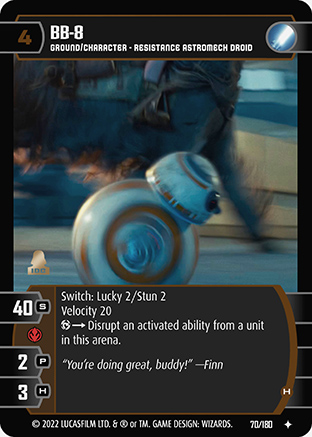 4
BB-8
GROUND/CHARACTER - RESISTANCE ASTROMECH DROID
100
40 S
Switch: Lucky 2/Stun 2
Velocity 20
→ Disrupt an activated ability from a unit
in this arena.
2 P
"You're doing great, buddy!" —Finn
3 H
H
© 2022 LUCASFILM LTD. & ® or TM. GAME DESIGN: WIZARDS.
70/180